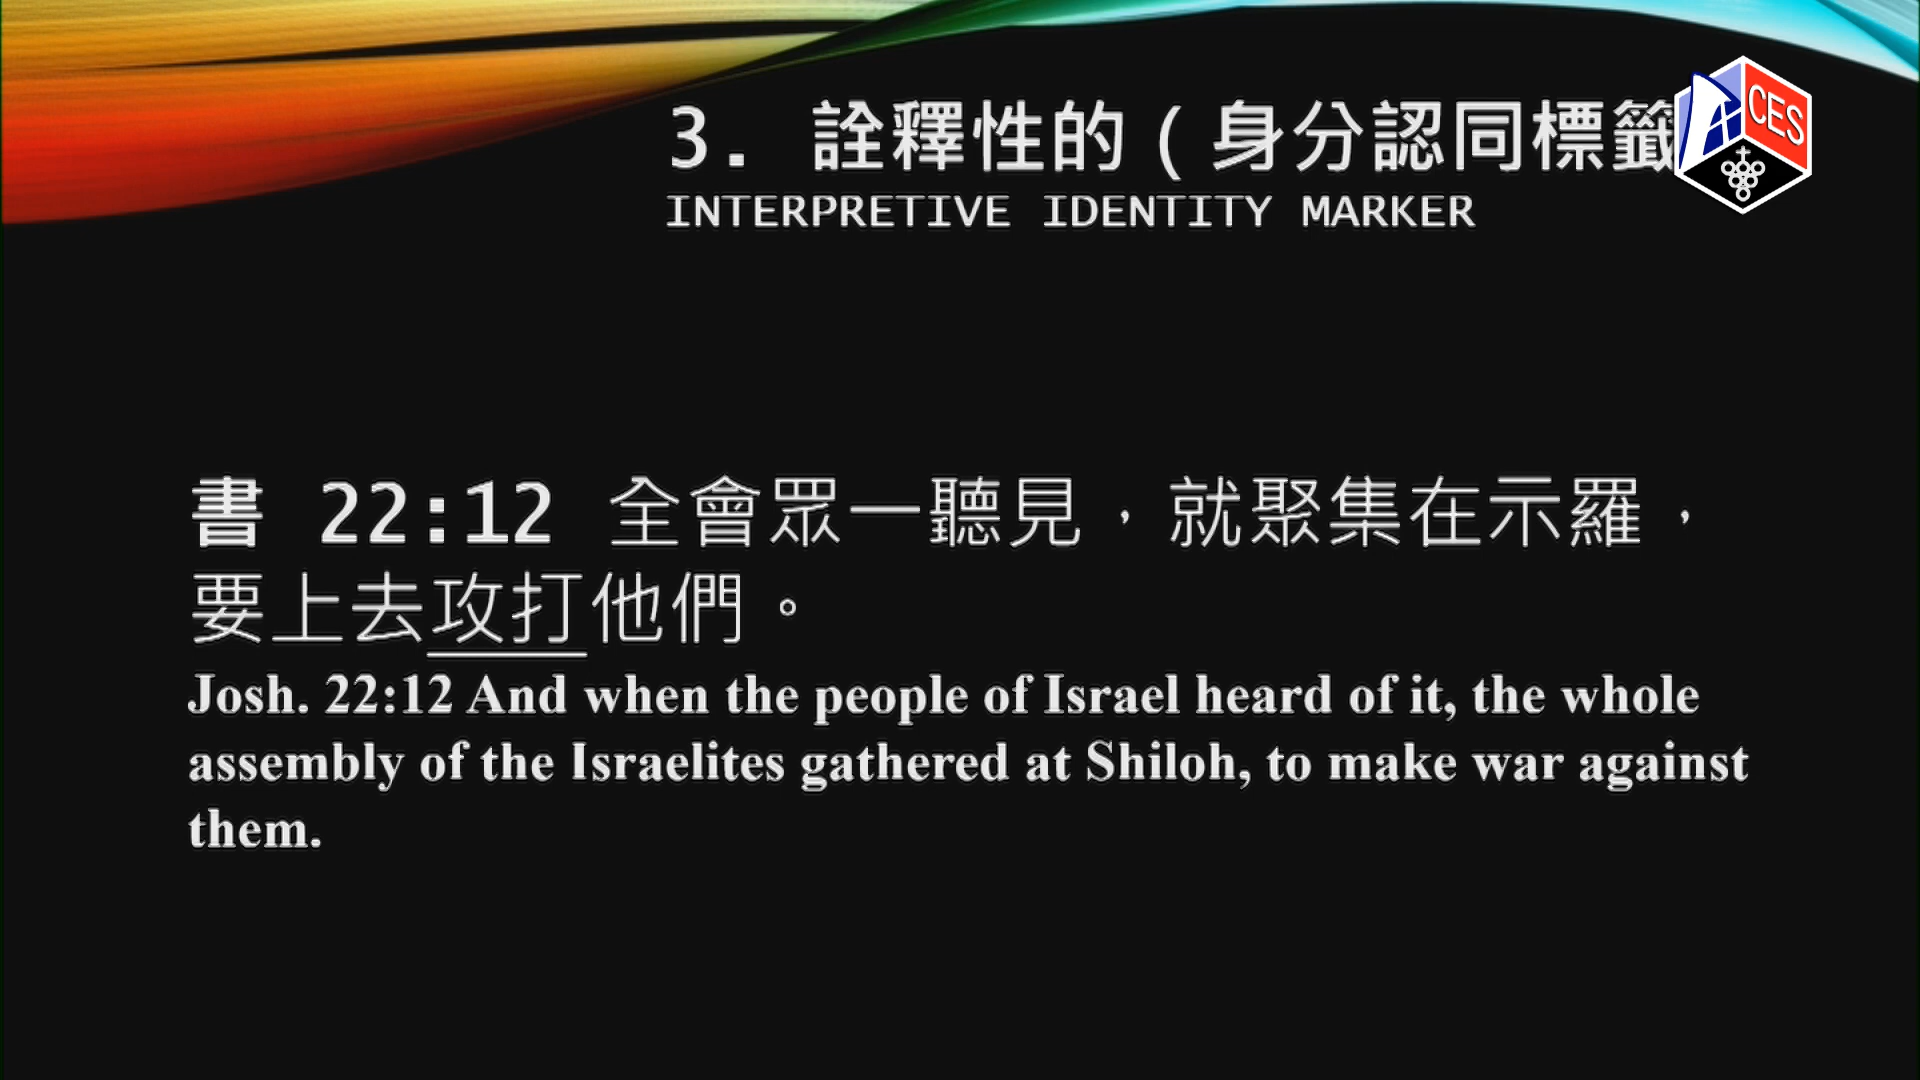 3. 詮釋性的(身分認同標籤
INTERPRETIVE IDENTITY MARKER
CES
書 22:12 全會眾一聽見，就聚集在示羅，
要上去攻打他們。
Josh. 22:12 And when the people of Israel heard of it, the whole
assembly of the Israelites gathered at Shiloh, to make war against
them.